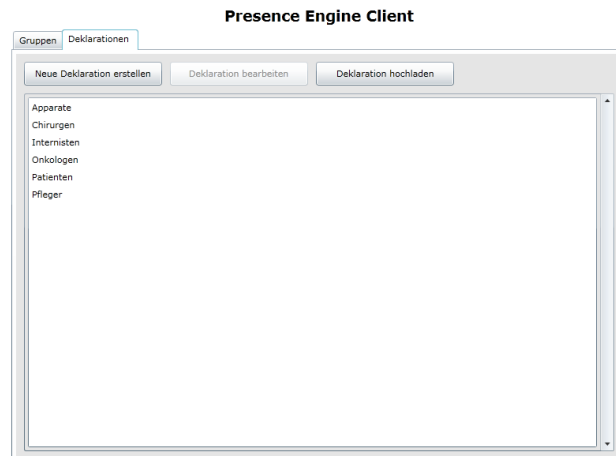 Presence Engine Client
Gruppen Deklarationen
Neue Deklaration erstellen Deklaration bearbeiten Deklaration hochladen
Apparate
Chirurgen
Internisten
Onkologen
Patienten
Pfleger